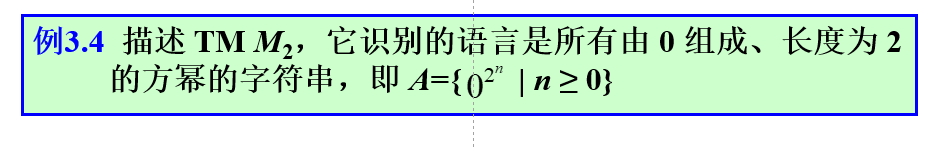 例3.4 描述 TM M₂，它识别的语言是所有由 0 组成、长度为 2
的方幂的字符串，即 A={0^{2^n} | n ≥ 0}